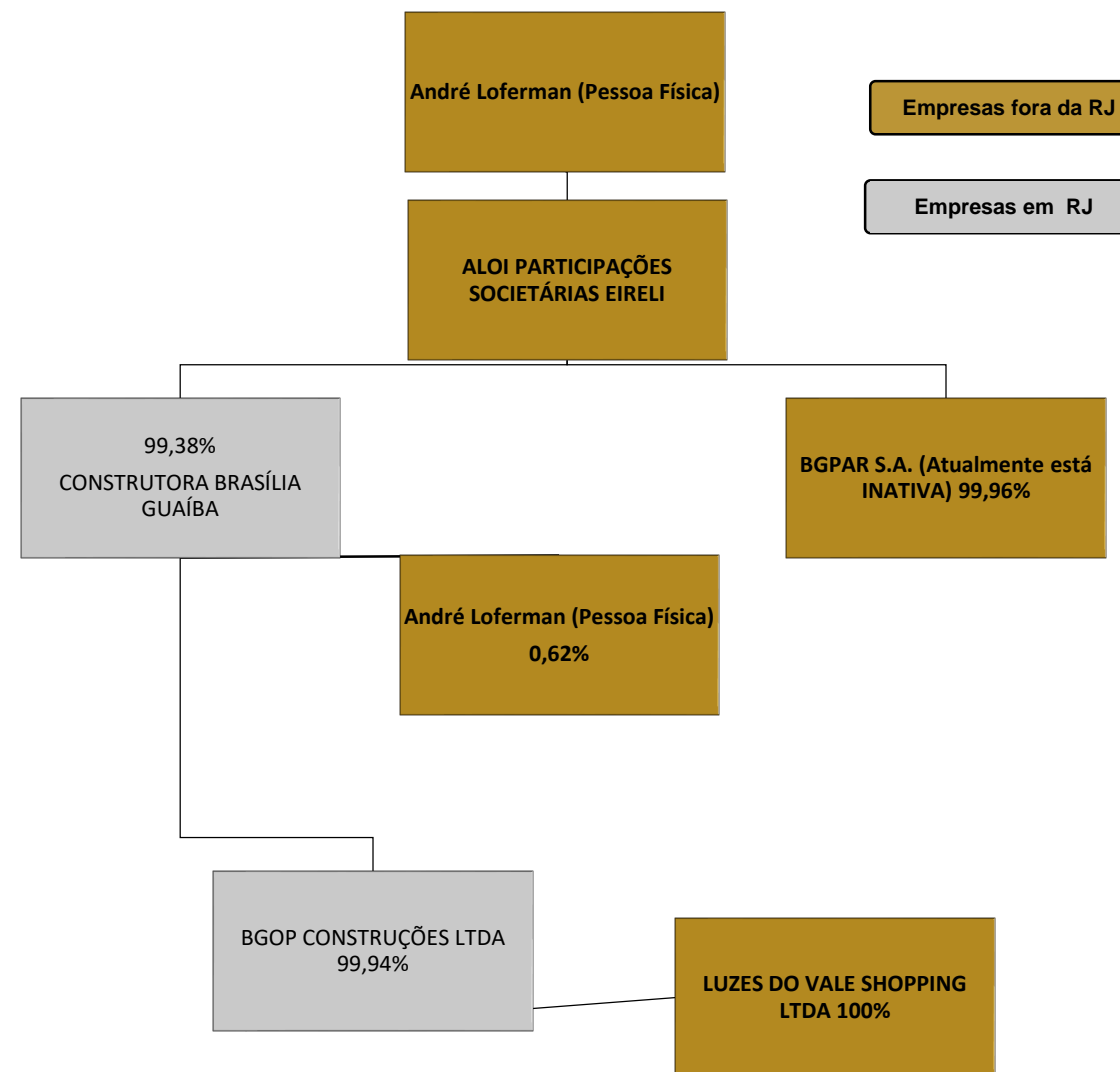 André Loferman (Pessoa Física)
Empresas fora da RJ
Empresas em RJ
ALOI PARTICIPAÇÕES
SOCIETÁRIAS EIRELI
99,38%
CONSTRUTORA BRASÍLIA
GUAÍBA
BGPAR S.A. (Atualmente está
INATIVA) 99,96%
André Loferman (Pessoa Física)
0,62%
BGOP CONSTRUÇÕES LTDA
99,94%
LUZES DO VALE SHOPPING
LTDA 100%